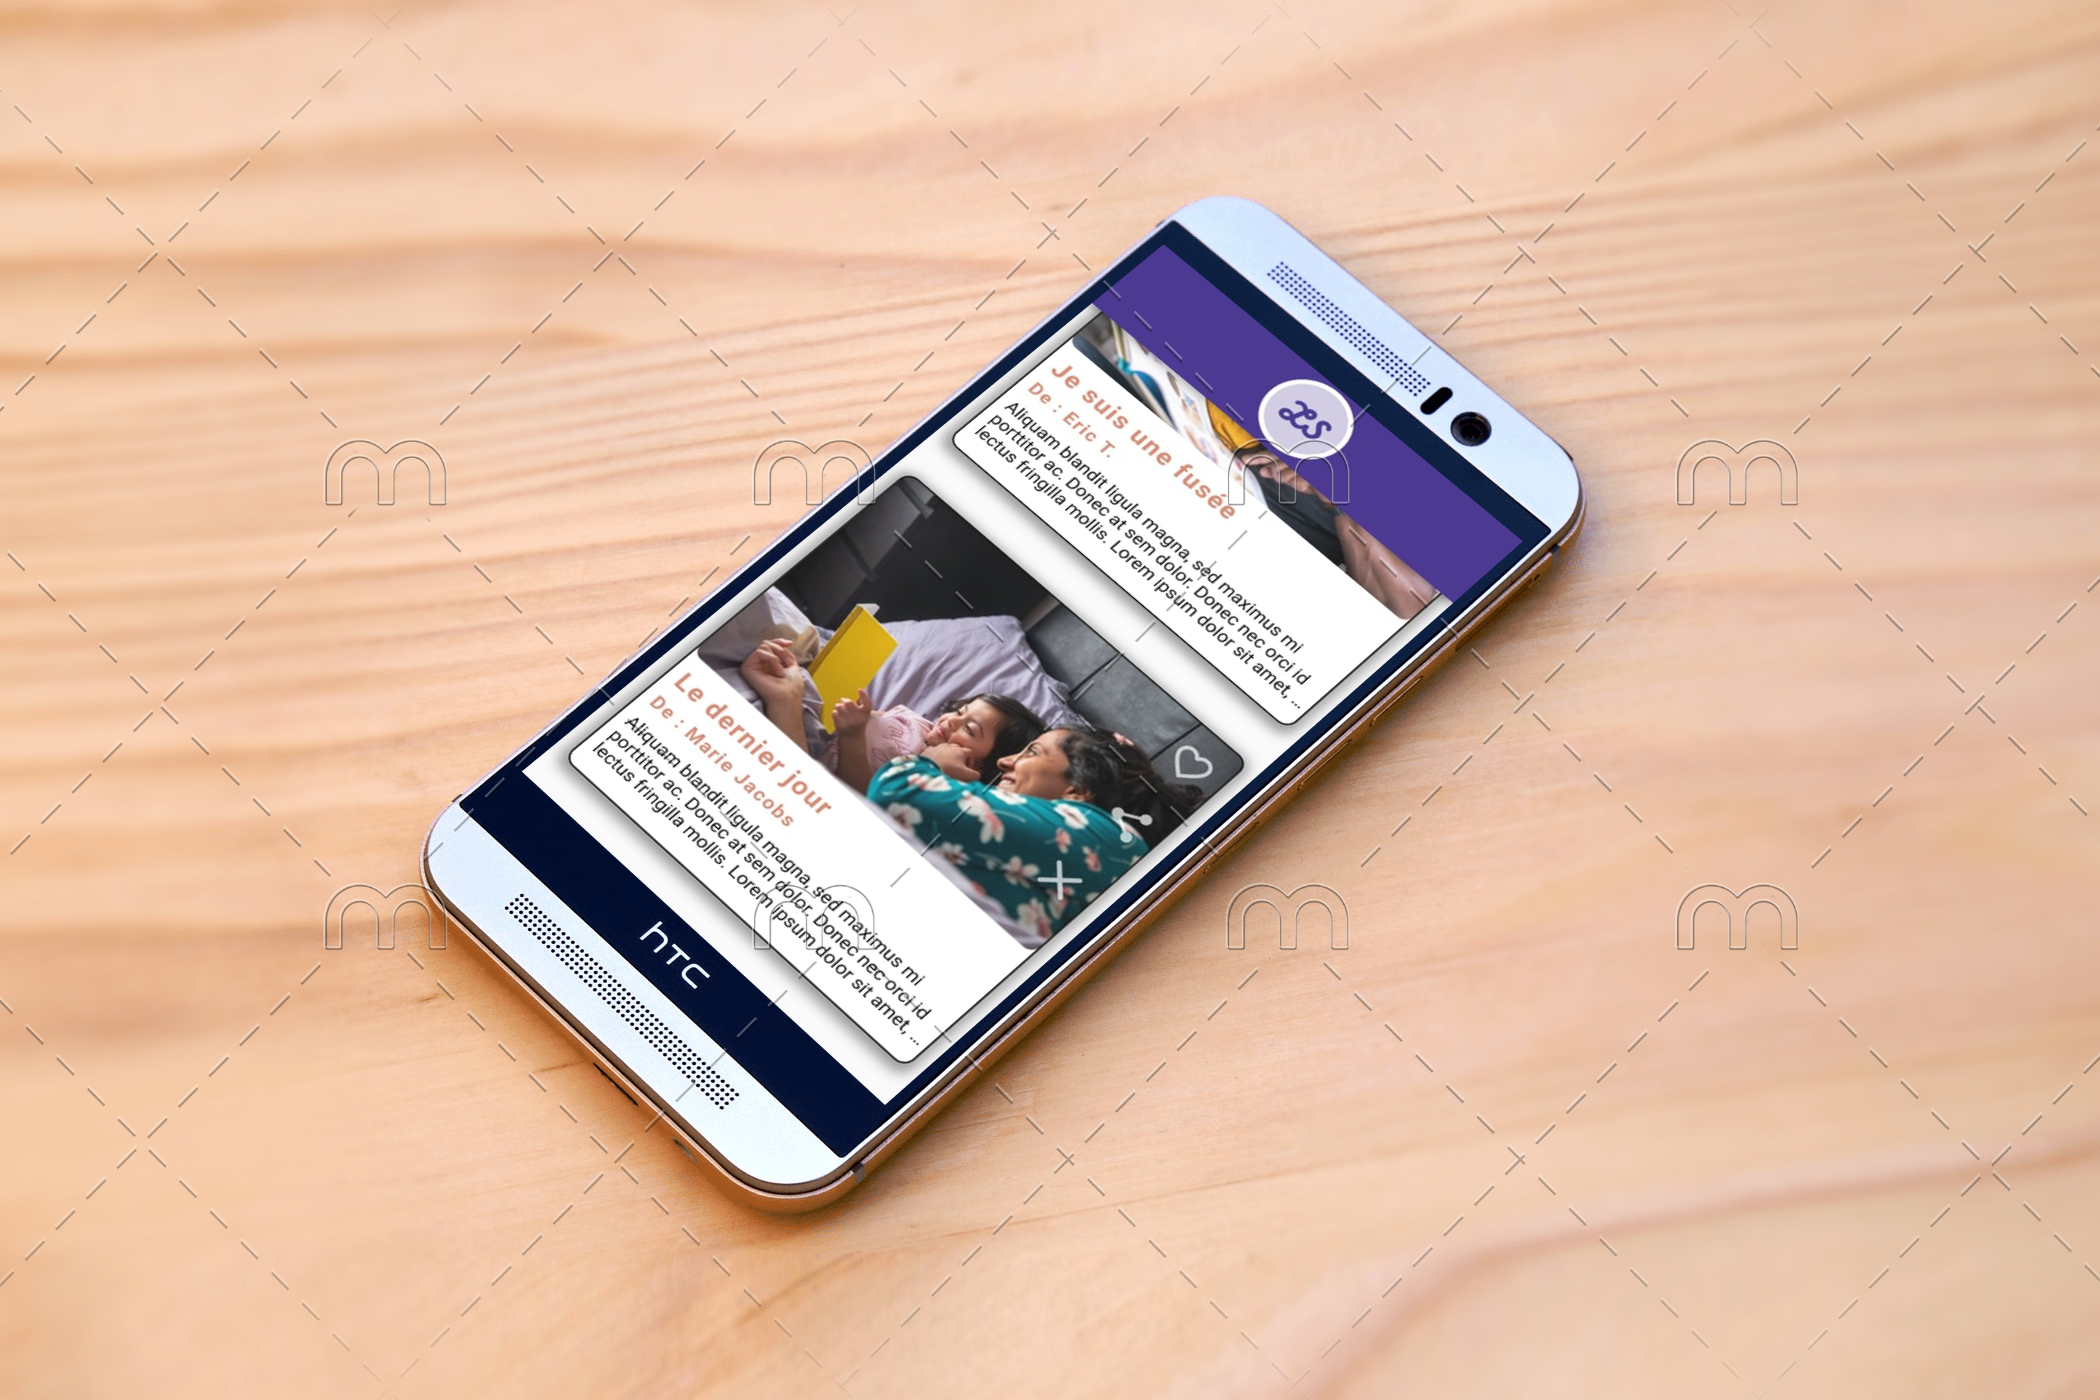 LS
Je suis une fusée
De : Eric T.
Aliquam blandit ligula magna, sed maximus mi
porttitor ac. Donec at sem dolor. Donec nec orci id
lectus fringilla mollis. Lorem ipsum dolor sit amet, ...
Le dernier jour
De : Marie Jacobs
Aliquam blandit ligula magna, sed maximus mi
porttitor ac. Donec at sem dolor. Donec nec orci id
lectus fringilla mollis. Lorem ipsum dolor sit amet, ...
hTC
m m m m
m m m m